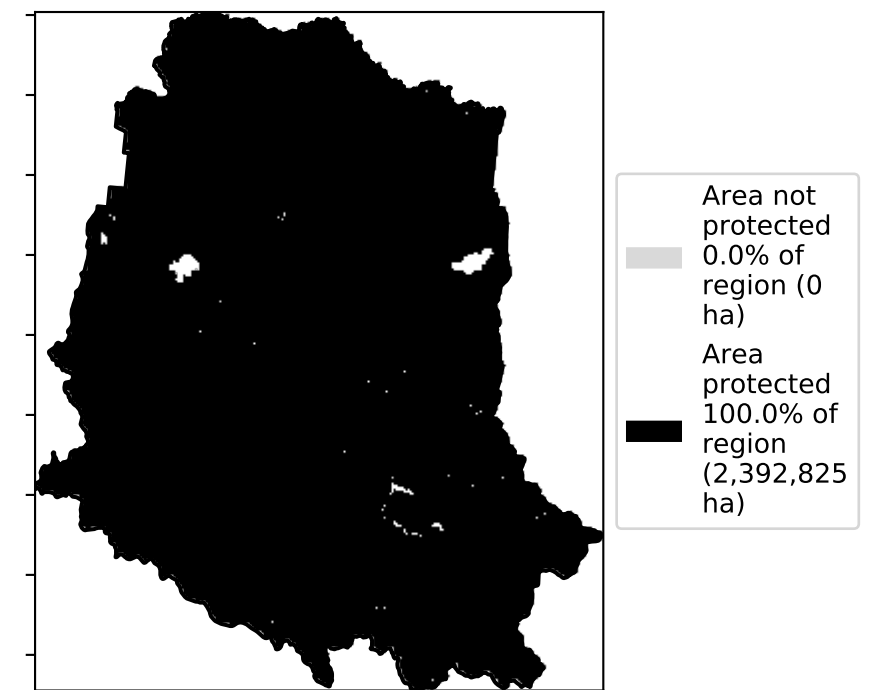 Area not
protected
0.0% of
region (0
ha)
Area
protected
100.0% of
region
(2,392,825
ha)